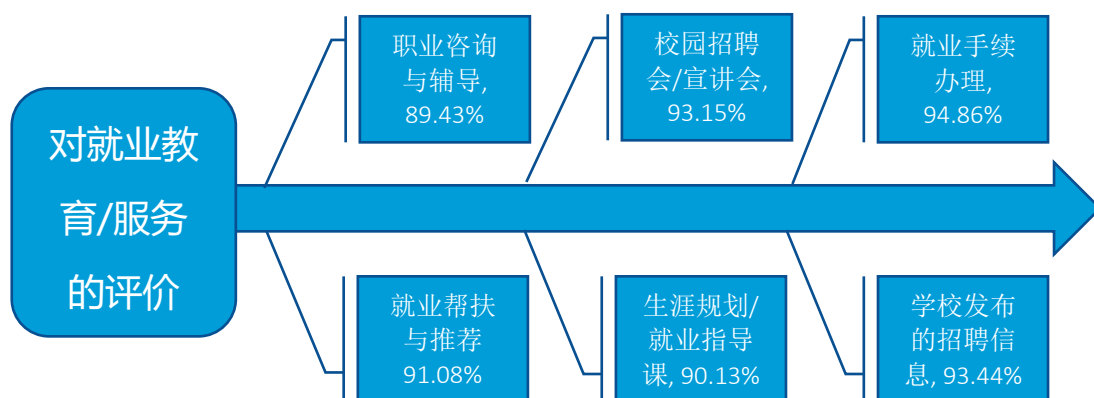 对就业教
育/服务
的评价
职业咨询
与辅导,
89.43%
校园招聘
会/宣讲会,
93.15%
就业手续
办理,
94.86%
就业帮扶
与推荐
91.08%
生涯规划/
就业指导
课, 90.13%
学校发布
的招聘信
息, 93.44%